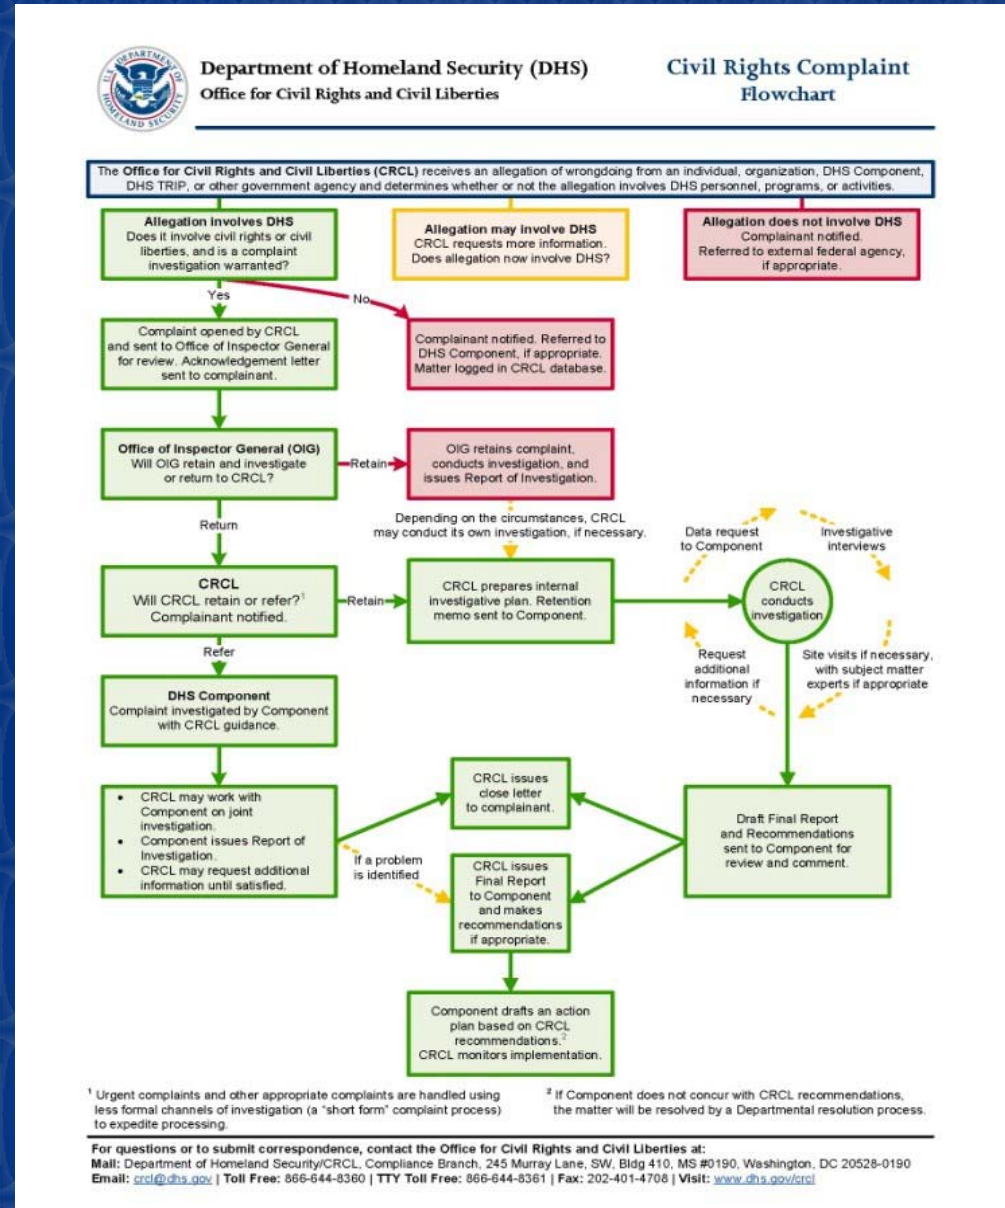 U.S. DEPARTMENT OF HOMELAND SECURITY
Department of Homeland Security (DHS)
Office for Civil Rights and Civil Liberties
Civil Rights Complaint
Flowchart
The Office for Civil Rights and Civil Liberties (CRCL) receives an allegation of wrongdoing from an individual, organization, DHS Component,
DHS TRIP, or other government agency and determines whether or not the allegation involves DHS personnel, programs, or activities.
Allegation involves DHS
Does it involve civil rights or civil
liberties, and is a complaint
investigation warranted?
Allegation may involve DHS
CRCL requests more information.
Does allegation now involve DHS?
Allegation does not involve DHS
Complainant notified.
Referred to external federal agency,
if appropriate.
Yes
No
Complaint opened by CRCL
and sent to Office of Inspector General
for review. Acknowledgement letter
sent to complainant.
Complainant notified. Referred to
DHS Component, if appropriate.
Matter logged in CRCL database.
Office of Inspector General (OIG)
Will OIG retain and investigate
or return to CRCL?
Retain
OIG retains complaint,
conducts investigation, and
issues Report of Investigation.
Return
Depending on the circumstances, CRCL
may conduct its own investigation, if necessary.
Data request
to Component
Investigative
interviews
CRCL
Will CRCL retain or refer?¹
Complainant notified.
Retain
CRCL prepares internal
investigative plan. Retention
memo sent to Component.
CRCL
conducts
investigation
Refer
Request
additional
information if
necessary
Site visits if necessary,
with subject matter
experts if appropriate
DHS Component
Complaint investigated by Component
with CRCL guidance.
• CRCL may work with
Component on joint
investigation.
• Component issues Report of
Investigation.
• CRCL may request additional
information until satisfied.
CRCL issues
close letter
to complainant.
If a problem
is identified
CRCL issues
Final Report
to Component
and makes
recommendations
if appropriate.
Draft Final Report
and Recommendations
sent to Component for
review and comment.
Component drafts an action
plan based on CRCL
recommendations.²
CRCL monitors implementation.
¹ Urgent complaints and other appropriate complaints are handled using
less formal channels of investigation (a "short form" complaint process)
to expedite processing.
² If Component does not concur with CRCL recommendations,
the matter will be resolved by a Departmental resolution process.
For questions or to submit correspondence, contact the Office for Civil Rights and Civil Liberties at:
Mail: Department of Homeland Security/CRCL, Compliance Branch, 245 Murray Lane, SW, Bldg 410, MS #0190, Washington, DC 20528-0190
Email: crcl@dhs.gov | Toll Free: 866-644-8360 | TTY Toll Free: 866-644-8361 | Fax: 202-401-4708 | Visit: www.dhs.gov/crcl